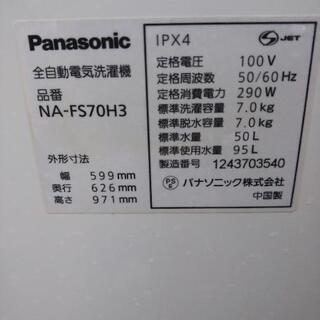 Panasonic
全自動電気洗濯機
品番
NA-FS70H3
外形寸法
幅 599mm
奥行 626mm
高さ 971mm
IPX4
S JET
定格電圧 100V
定格周波数 50/60Hz
定格消費電力 290W
標準洗濯容量 7.0kg
標準脱水容量 7.0kg
標準水量 50L
標準使用水量 95L
製造番号 1243703540
PS E パナソニック株式会社
中国製